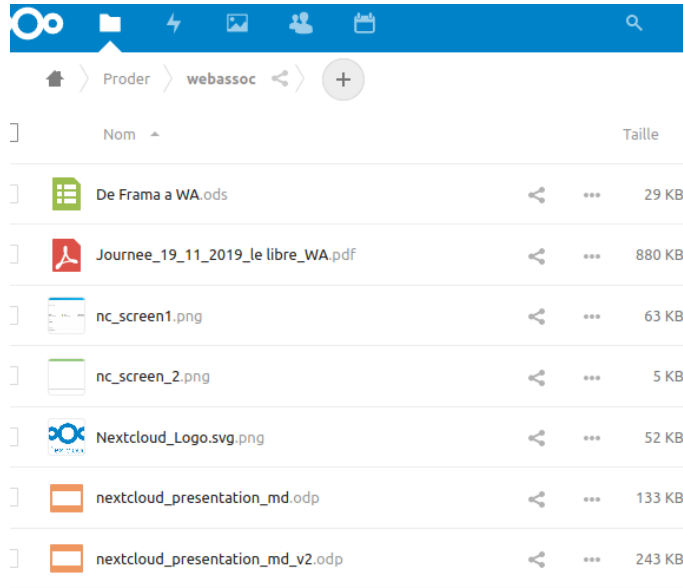 Proder webassoc
Nom Taille
De Frama a WA.ods 29 KB
Journee_19_11_2019_le libre_WA.pdf 880 KB
nc_screen1.png 63 KB
nc_screen_2.png 5 KB
Nextcloud_Logo.svg.png 52 KB
nextcloud_presentation_md.odp 133 KB
nextcloud_presentation_md_v2.odp 243 KB